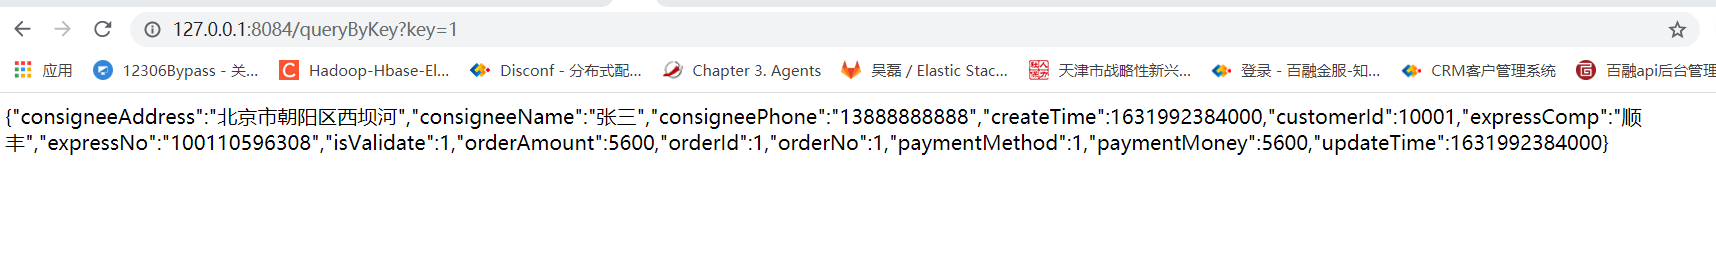 127.0.0.1:8084/queryByKey?key=1
应用 12306Bypass - 关... Hadoop-Hbase-El... Disconf - 分布式配... Chapter 3. Agents 吴磊 / Elastic Stac... 天津市战略性新兴... 登录 - 百融金服-知... CRM客户管理系统 百融api后台管理
{"consigneeAddress":"北京市朝阳区西坝河","consigneeName":"张三","consigneePhone":"13888888888","createTime":1631992384000,"customerId":10001,"expressComp":"顺
丰","expressNo":"100110596308","isValidate":1,"orderAmount":5600,"orderId":1,"orderNo":1,"paymentMethod":1,"paymentMoney":5600,"updateTime":1631992384000}